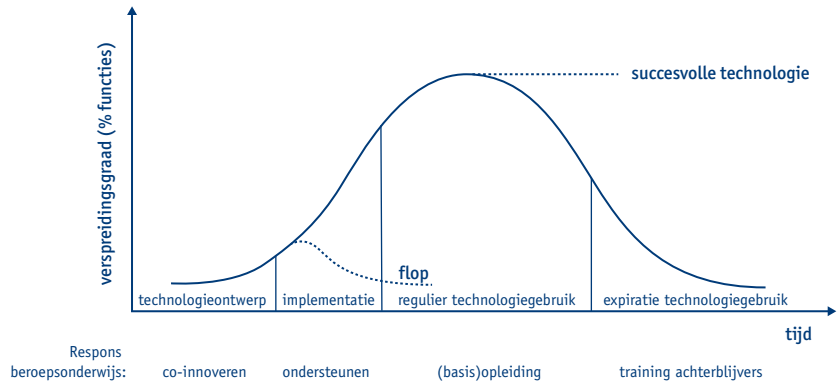 verspreidingsgraad (% functies)
succesvolle technologie
flop
technologieontwerp implementatie regulier technologiegebruik expiratie technologiegebruik
tijd
Respons
beroepsonderwijs: co-innoveren ondersteunen (basis)opleiding training achterblijvers